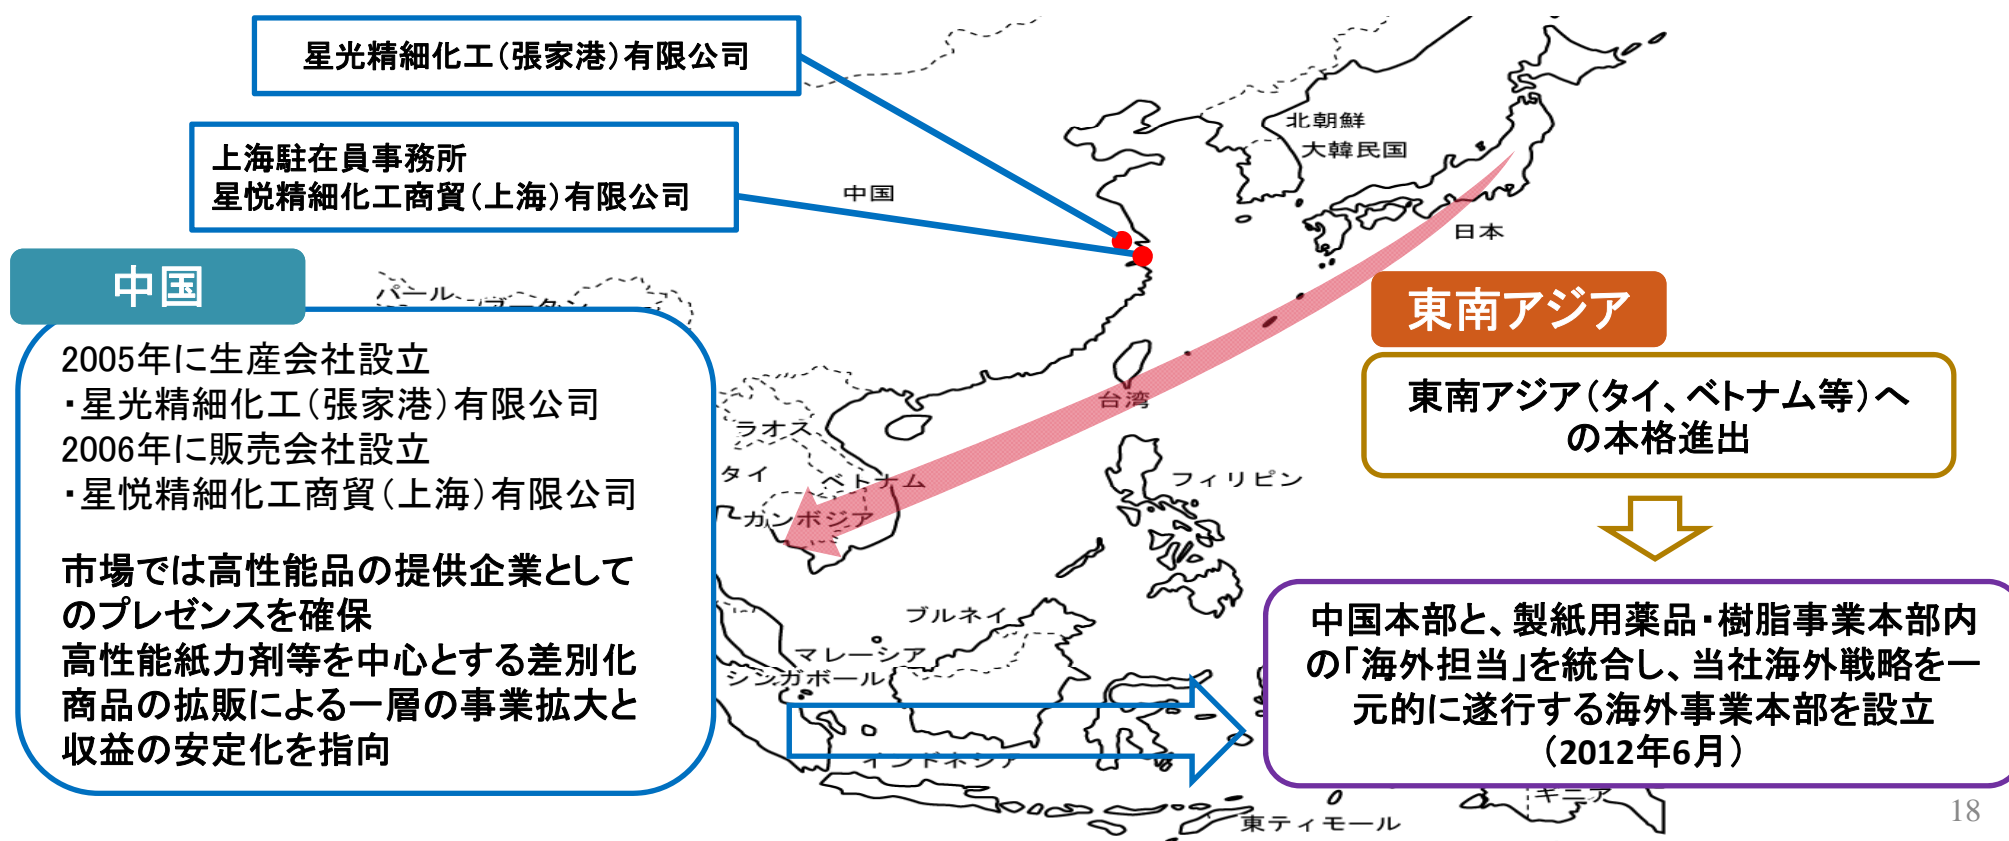 星光精細化工（張家港）有限公司
上海駐在員事務所
星悦精細化工商貿（上海）有限公司
北朝鮮
大韓民国
中国
日本
中国
パール
ブータン
東南アジア
2005年に生産会社設立
・星光精細化工（張家港）有限公司
2006年に販売会社設立
・星悦精細化工商貿（上海）有限公司
市場では高性能品の提供企業として
のプレゼンスを確保
高性能紙力剤等を中心とする差別化
商品の拡販による一層の事業拡大と
収益の安定化を指向
東南アジア（タイ、ベトナム等）へ
の本格進出
台湾
ラオス
タイ
ベトナム
カンボジア
フィリピン
ブルネイ
マレーシア
シンガポール
インドネシア
中国本部と、製紙用薬品・樹脂事業本部内
の「海外担当」を統合し、当社海外戦略を一
元的に遂行する海外事業本部を設立
（2012年6月）
ギニア
東ティモール
18